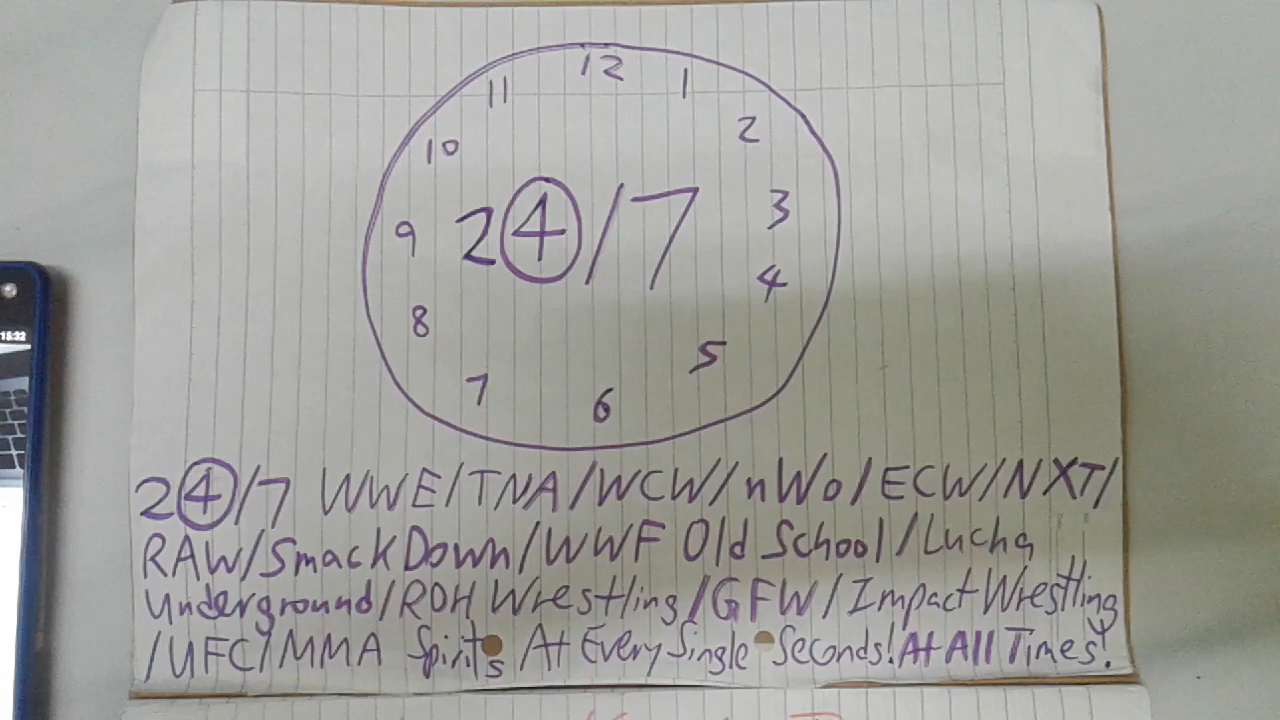 12
11 1
10 2
24/7
9 3
8 4
7 5
6
24/7 WWE/TNA/WCW/nWo/ECW/NXT/
RAW/SmackDown/WWF Old School/Lucha
Underground/ROH Wrestling/GFW/Impact Wrestling
/UFC/MMA Spirits At Every Single Seconds! At All Times!
15:32